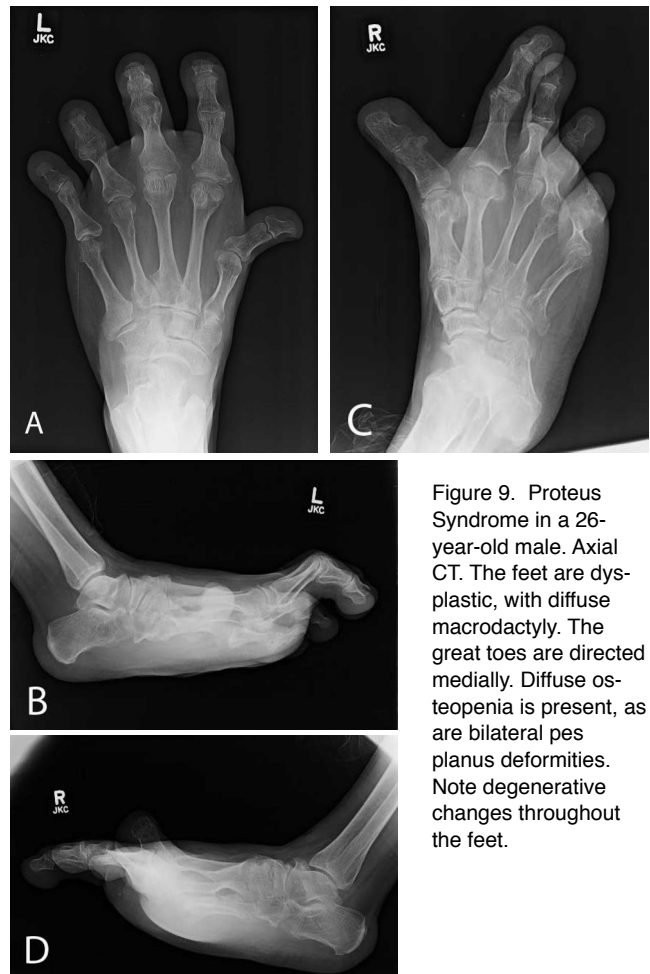 L
JKC
A
R
JKC
C
L
JKC
B
R
JKC
D
Figure 9.  Proteus
Syndrome in a 26-
year-old male. Axial
CT. The feet are dys-
plastic, with diffuse
macrodactyly. The
great toes are directed
medially. Diffuse os-
teopenia is present, as
are bilateral pes
planus deformities.
Note degenerative
changes throughout
the feet.